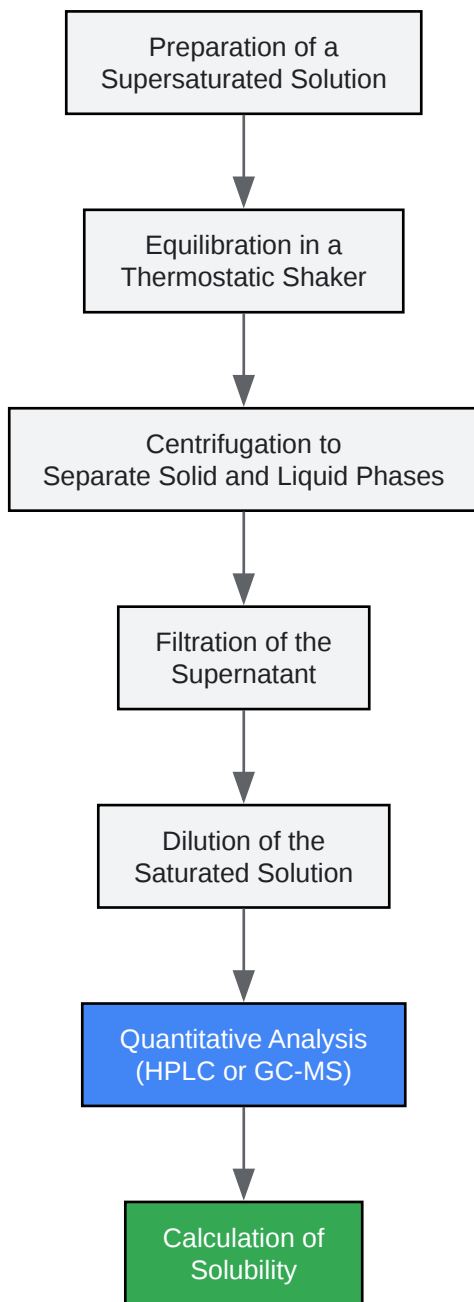 Preparation of a
Supersaturated Solution
Equilibration in a
Thermostatic Shaker
Centrifugation to
Separate Solid and Liquid Phases
Filtration of the
Supernatant
Dilution of the
Saturated Solution
Quantitative Analysis
(HPLC or GC-MS)
Calculation of
Solubility